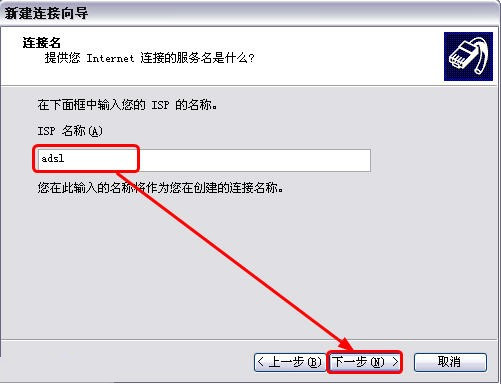 新建连接向导
连接名
提供您 Internet 连接的服务名是什么?
在下面框中输入您的 ISP 的名称。
ISP 名称(A)
adsl
您在此输入的名称将作为您在创建的连接名称。
< 上一步(B) 下一步(N) > 取消